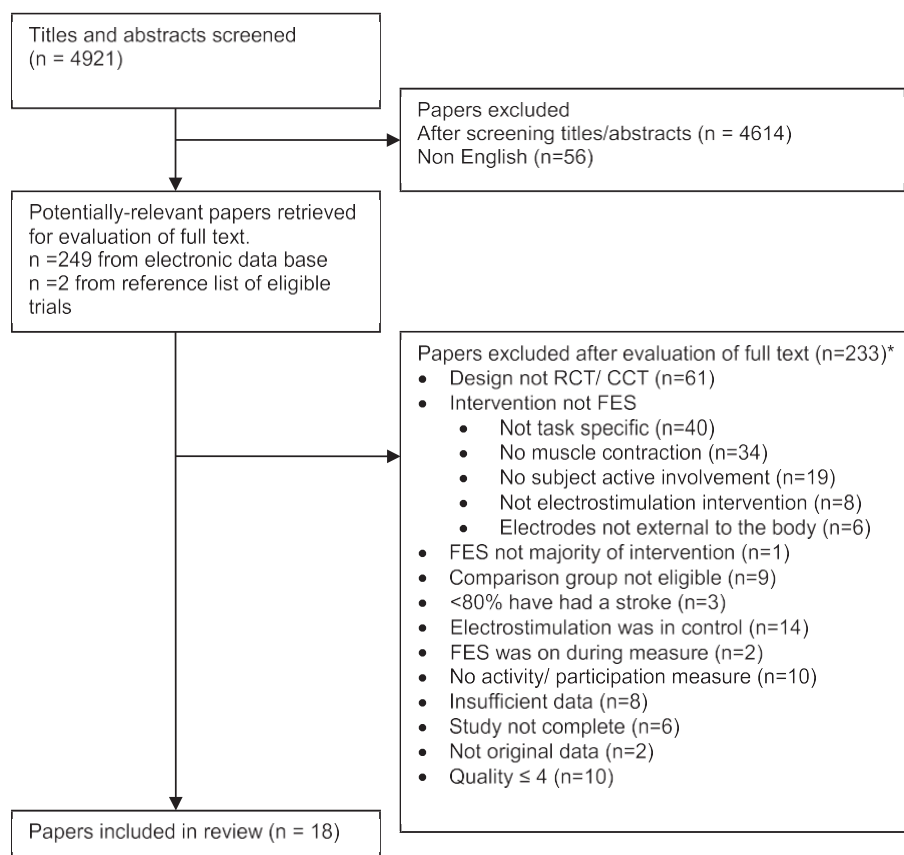 Titles and abstracts screened
(n = 4921)
Papers excluded
After screening titles/abstracts (n = 4614)
Non English (n=56)
Potentially-relevant papers retrieved
for evaluation of full text.
n =249 from electronic data base
n =2 from reference list of eligible
trials
Papers excluded after evaluation of full text (n=233)*
• Design not RCT/ CCT (n=61)
• Intervention not FES
• Not task specific (n=40)
• No muscle contraction (n=34)
• No subject active involvement (n=19)
• Not electrostimulation intervention (n=8)
• Electrodes not external to the body (n=6)
• FES not majority of intervention (n=1)
• Comparison group not eligible (n=9)
• <80% have had a stroke (n=3)
• Electrostimulation was in control (n=14)
• FES was on during measure (n=2)
• No activity/ participation measure (n=10)
• Insufficient data (n=8)
• Study not complete (n=6)
• Not original data (n=2)
• Quality ≤ 4 (n=10)
Papers included in review (n = 18)